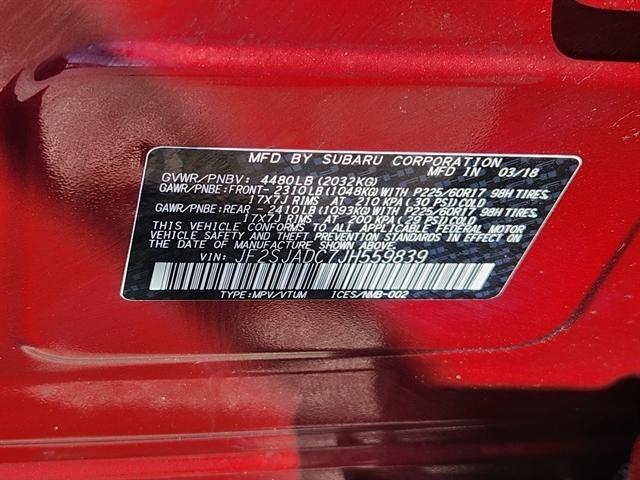 MFD BY SUBARU CORPORATION
GVWR/PNBV: 4480LB(2032KG) MFD IN 03/18
GAWR/PNBE:FRONT- 2310LB(1048KG)WITH P225/60R17 98H TIRES,
17X7J RIMS AT 210 KPA(30 PSI)COLD
GAWR/PNBE:REAR - 2410LB(1093KG)WITH P225/60R17 98H TIRES,
17X7J RIMS AT 200 KPA(29 PSI)COLD
THIS VEHICLE CONFORMS TO ALL APPLICABLE FEDERAL MOTOR
VEHICLE SAFETY AND THEFT PREVENTION STANDARDS IN EFFECT
ON THE DATE OF MANUFACTURE SHOWN ABOVE.
VIN: JF2SJADC7JH559839
TYPE:MPV/VTUM ICES/NMB-002